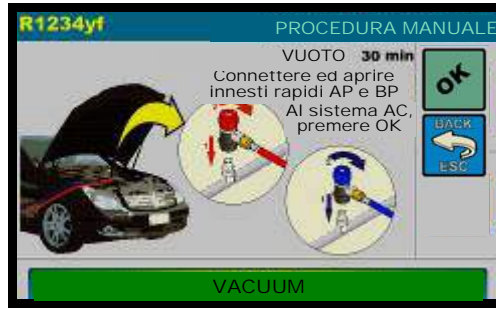 R1234yf PROCEDURA MANUALE
VUOTO 30 min
Connettere ed aprire
innesti rapidi AP e BP
Al sistema AC,
premere OK
OK
BACK
ESC
VACUUM